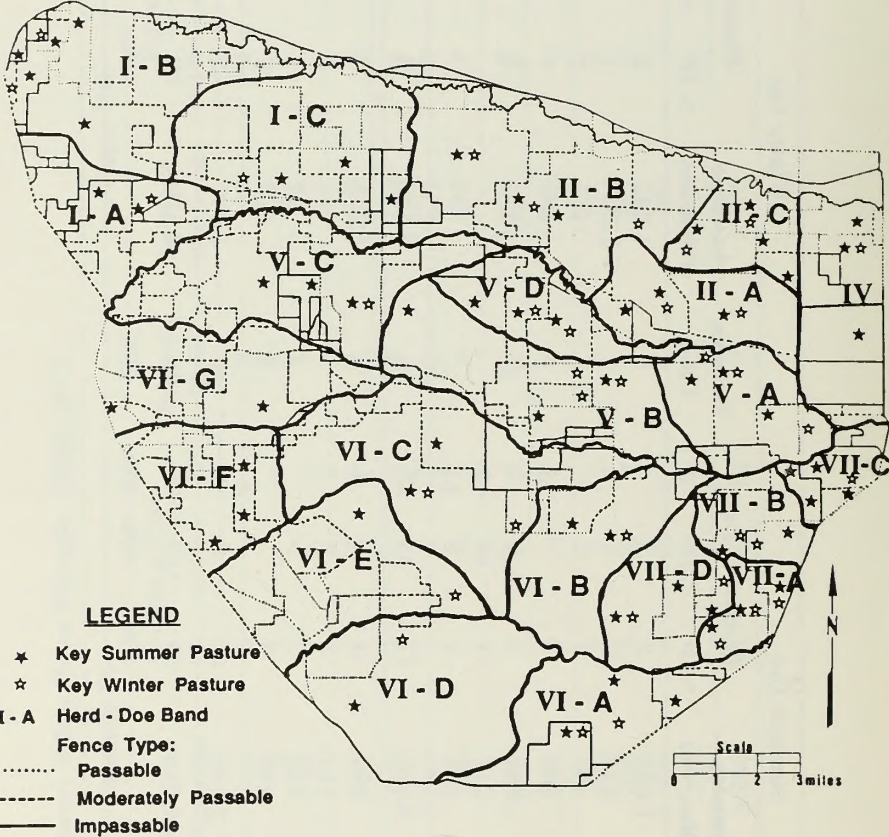 I - B
I - C
II - B
II - C
I - A
V - C
V - D
II - A
IV
VI - G
V - B
V - A
VI - C
VI - F
VII - C
VII - B
VI - E
VI - B
VII - D
VII - A
VI - D
VI - A
N
LEGEND
Key Summer Pasture
Key Winter Pasture
I - A Herd - Doe Band
Fence Type:
Passable
Moderately Passable
Impassable
Scale
0 1 2 3 miles